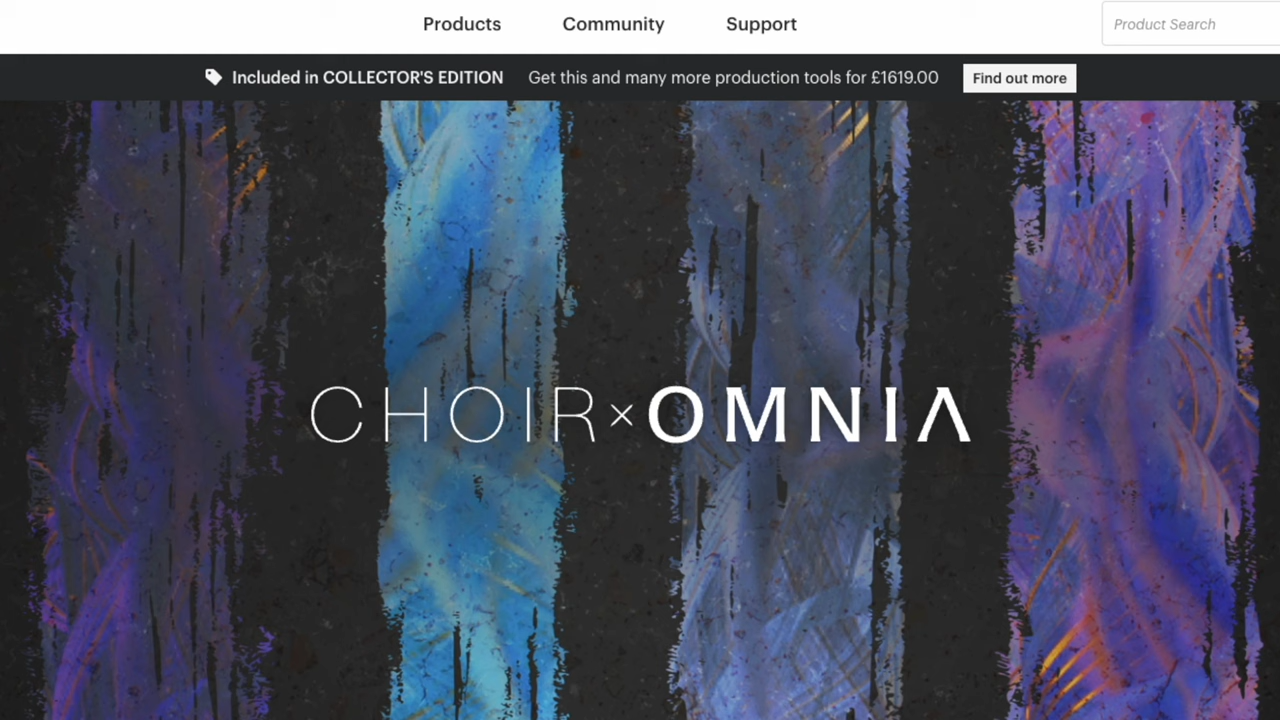 Products Community Support Product Search
Included in COLLECTOR'S EDITION Get this and many more production tools for £1619.00 Find out more
CHOIR×OMNIA